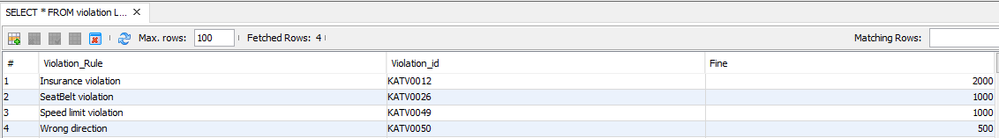 SELECT * FROM violation L... ×
Max. rows: 100 Fetched Rows: 4 Matching Rows:
# Violation_Rule Violation_id Fine
1 Insurance violation KATV0012 2000
2 SeatBelt violation KATV0026 1000
3 Speed limit violation KATV0049 1000
4 Wrong direction KATV0050 500